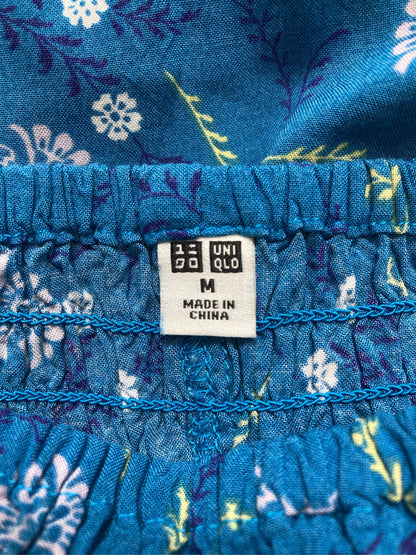 ユニ UNI
クロ QLO
M
MADE IN
CHINA